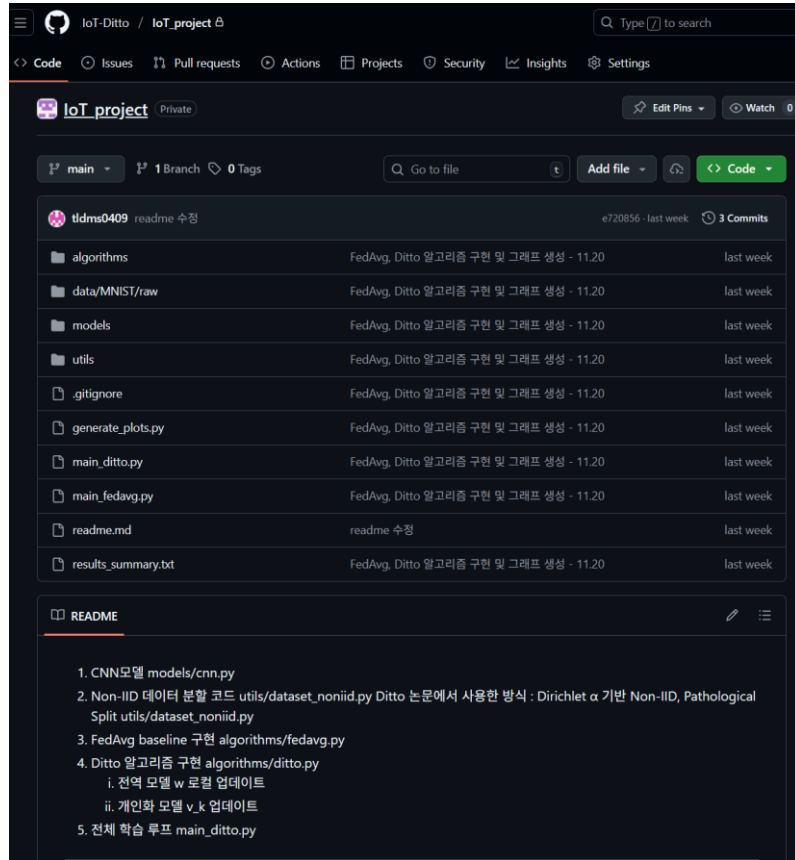 IoT-Ditto / IoT_project
Type / to search
Code Issues Pull requests Actions Projects Security Insights Settings
IoT_project Private
Edit Pins Watch 0
main 1 Branch 0 Tags
Go to file t Add file Code
tldms0409 readme 수정 e720856 · last week 3 Commits
algorithms FedAvg, Ditto 알고리즘 구현 및 그래프 생성 - 11.20 last week
data/MNIST/raw FedAvg, Ditto 알고리즘 구현 및 그래프 생성 - 11.20 last week
models FedAvg, Ditto 알고리즘 구현 및 그래프 생성 - 11.20 last week
utils FedAvg, Ditto 알고리즘 구현 및 그래프 생성 - 11.20 last week
.gitignore FedAvg, Ditto 알고리즘 구현 및 그래프 생성 - 11.20 last week
generate_plots.py FedAvg, Ditto 알고리즘 구현 및 그래프 생성 - 11.20 last week
main_ditto.py FedAvg, Ditto 알고리즘 구현 및 그래프 생성 - 11.20 last week
main_fedavg.py FedAvg, Ditto 알고리즘 구현 및 그래프 생성 - 11.20 last week
readme.md readme 수정 last week
results_summary.txt FedAvg, Ditto 알고리즘 구현 및 그래프 생성 - 11.20 last week
README
1. CNN모델 models/cnn.py
2. Non-IID 데이터 분할 코드 utils/dataset_noniid.py Ditto 논문에서 사용한 방식 : Dirichlet α 기반 Non-IID, Pathological
Split utils/dataset_noniid.py
3. FedAvg baseline 구현 algorithms/fedavg.py
4. Ditto 알고리즘 구현 algorithms/ditto.py
i. 전역 모델 w 로컬 업데이트
ii. 개인화 모델 v_k 업데이트
5. 전체 학습 루프 main_ditto.py